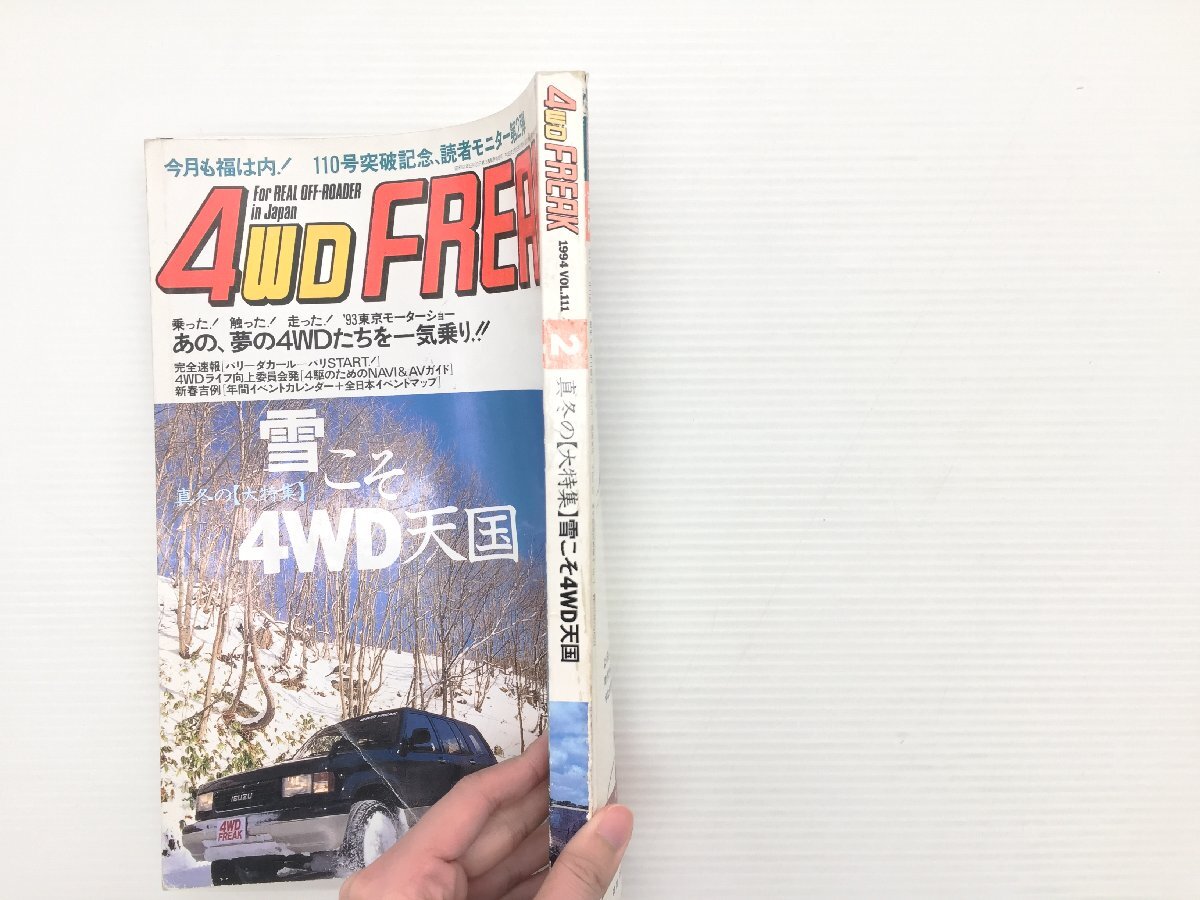 今月も福は内! 110号突破記念、読者モニター第2弾
For REAL OFF-ROADER
in Japan
4WD FREAK
乗った! 触った! 走った! '93東京モーターショー
あの、夢の4WDたちを一気乗り!!
完全速報[パリ―ダカール―パリSTART!]
4WDライフ向上委員会発[4駆のためのNAVI&AVガイド]
新春吉例[年間イベントカレンダー+全日本イベントマップ]
雪こそ
真冬の【大特集】
4WD天国
ISUZU
4WD
FREAK
4WD FREAK
1994 VOL.111
2
真冬の【大特集】雪こそ4WD天国